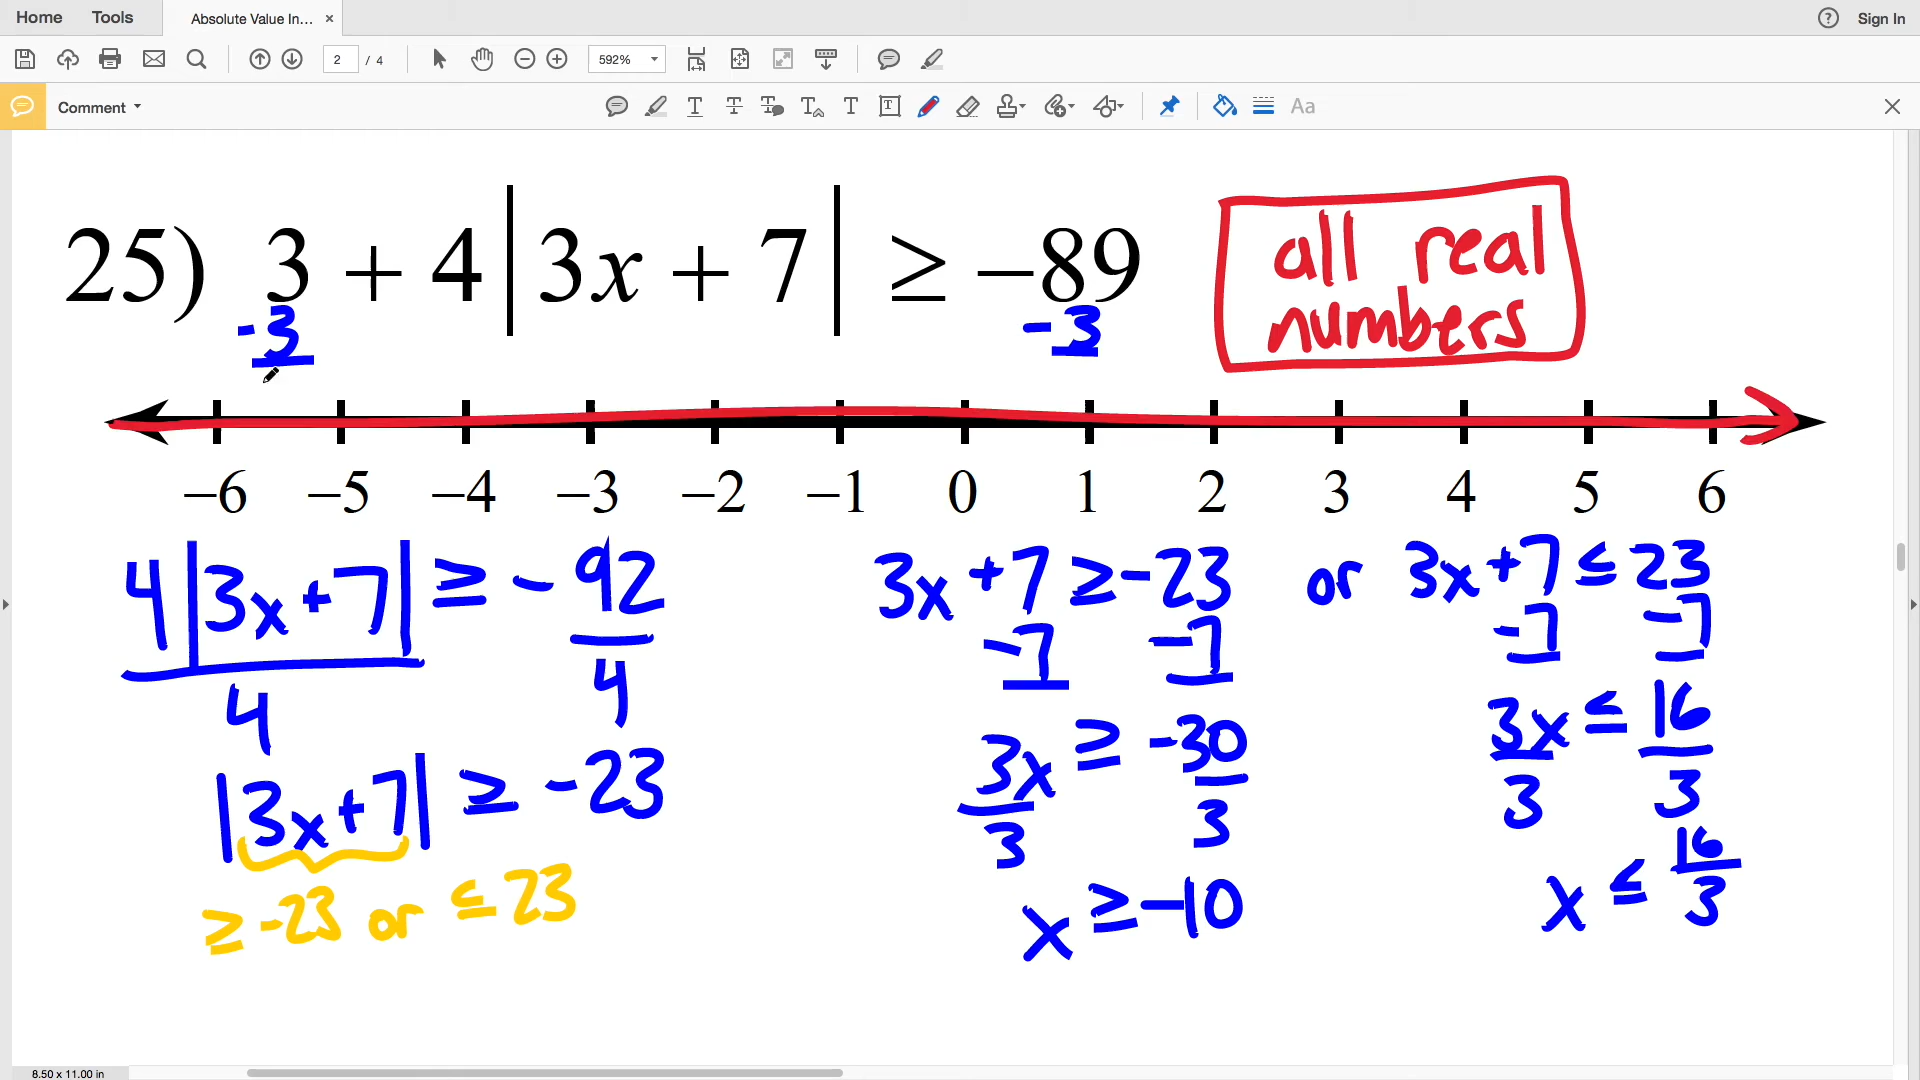 Home Tools Absolute Value In... × ? Sign In
2 / 4 592%
Comment T T T T T T Aa
25) 3 + 4|3x + 7| ≥ −89
-3 -3
all real
numbers
−6 −5 −4 −3 −2 −1 0 1 2 3 4 5 6
4|3x+7| ≥ -92
4 4
|3x+7| ≥ -23
≥ -23 or ≤ 23
3x+7 ≥ -23 or 3x+7 ≤ 23
-7 -7 -7 -7
3x ≥ -30
3 3
x ≥ -10
3x ≤ 16
3 3
x ≤ 16/3
8.50 x 11.00 in